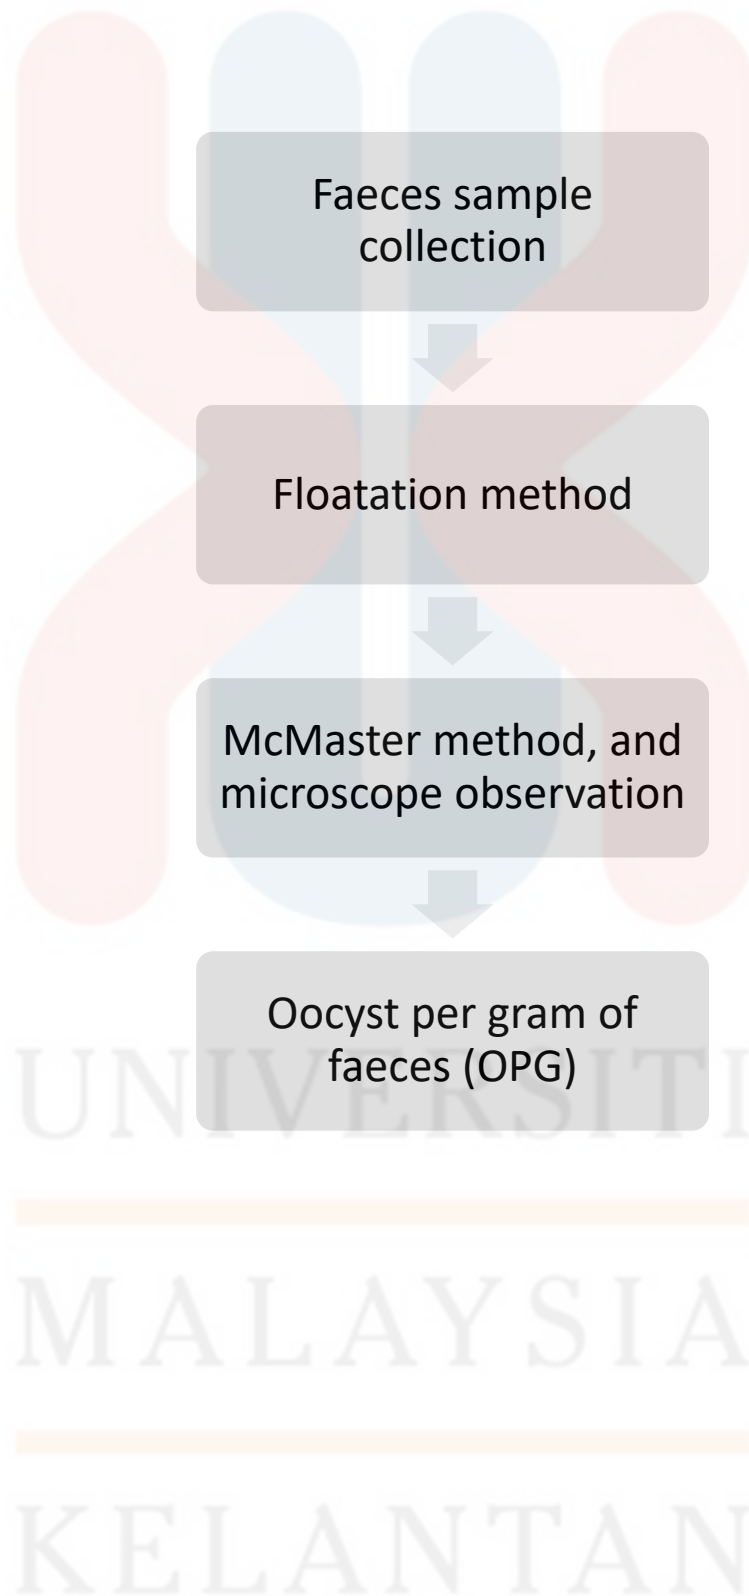 Faeces sample
collection
Floatation method
McMaster method, and
microscope observation
Oocyst per gram of
faeces (OPG)
UNIVERSITI
MALAYSIA
KELANTAN